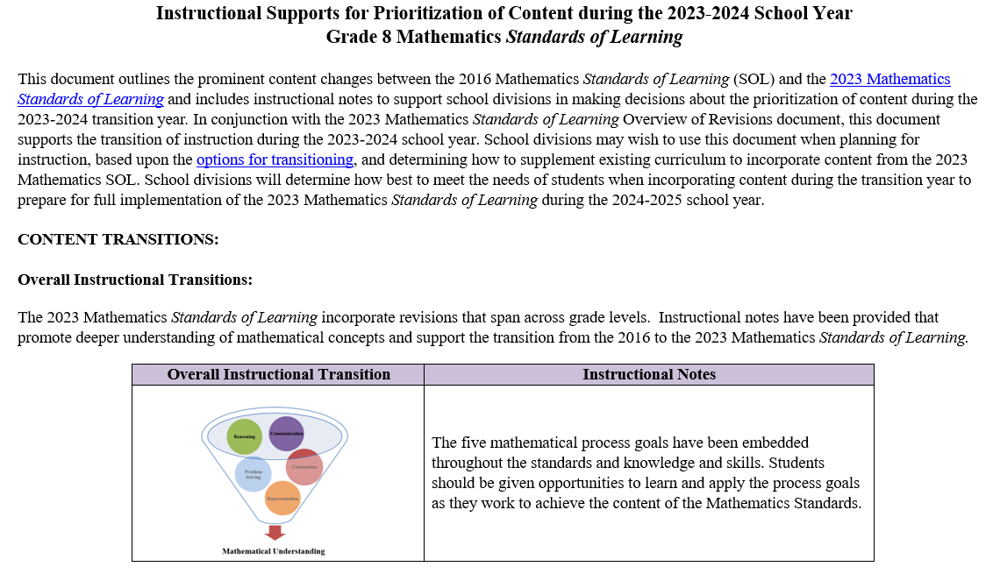 Instructional Supports for Prioritization of Content during the 2023-2024 School Year
Grade 8 Mathematics Standards of Learning
This document outlines the prominent content changes between the 2016 Mathematics Standards of Learning (SOL) and the 2023 Mathematics
Standards of Learning and includes instructional notes to support school divisions in making decisions about the prioritization of content during the
2023-2024 transition year. In conjunction with the 2023 Mathematics Standards of Learning Overview of Revisions document, this document
supports the transition of instruction during the 2023-2024 school year. School divisions may wish to use this document when planning for
instruction, based upon the options for transitioning, and determining how to supplement existing curriculum to incorporate content from the 2023
Mathematics SOL. School divisions will determine how best to meet the needs of students when incorporating content during the transition year to
prepare for full implementation of the 2023 Mathematics Standards of Learning during the 2024-2025 school year.
CONTENT TRANSITIONS:
Overall Instructional Transitions:
The 2023 Mathematics Standards of Learning incorporate revisions that span across grade levels.  Instructional notes have been provided that
promote deeper understanding of mathematical concepts and support the transition from the 2016 to the 2023 Mathematics Standards of Learning.
Overall Instructional Transition
Instructional Notes
Reasoning
Communication
Problem
Solving
Connections
Representation
Mathematical Understanding
The five mathematical process goals have been embedded
throughout the standards and knowledge and skills. Students
should be given opportunities to learn and apply the process goals
as they work to achieve the content of the Mathematics Standards.